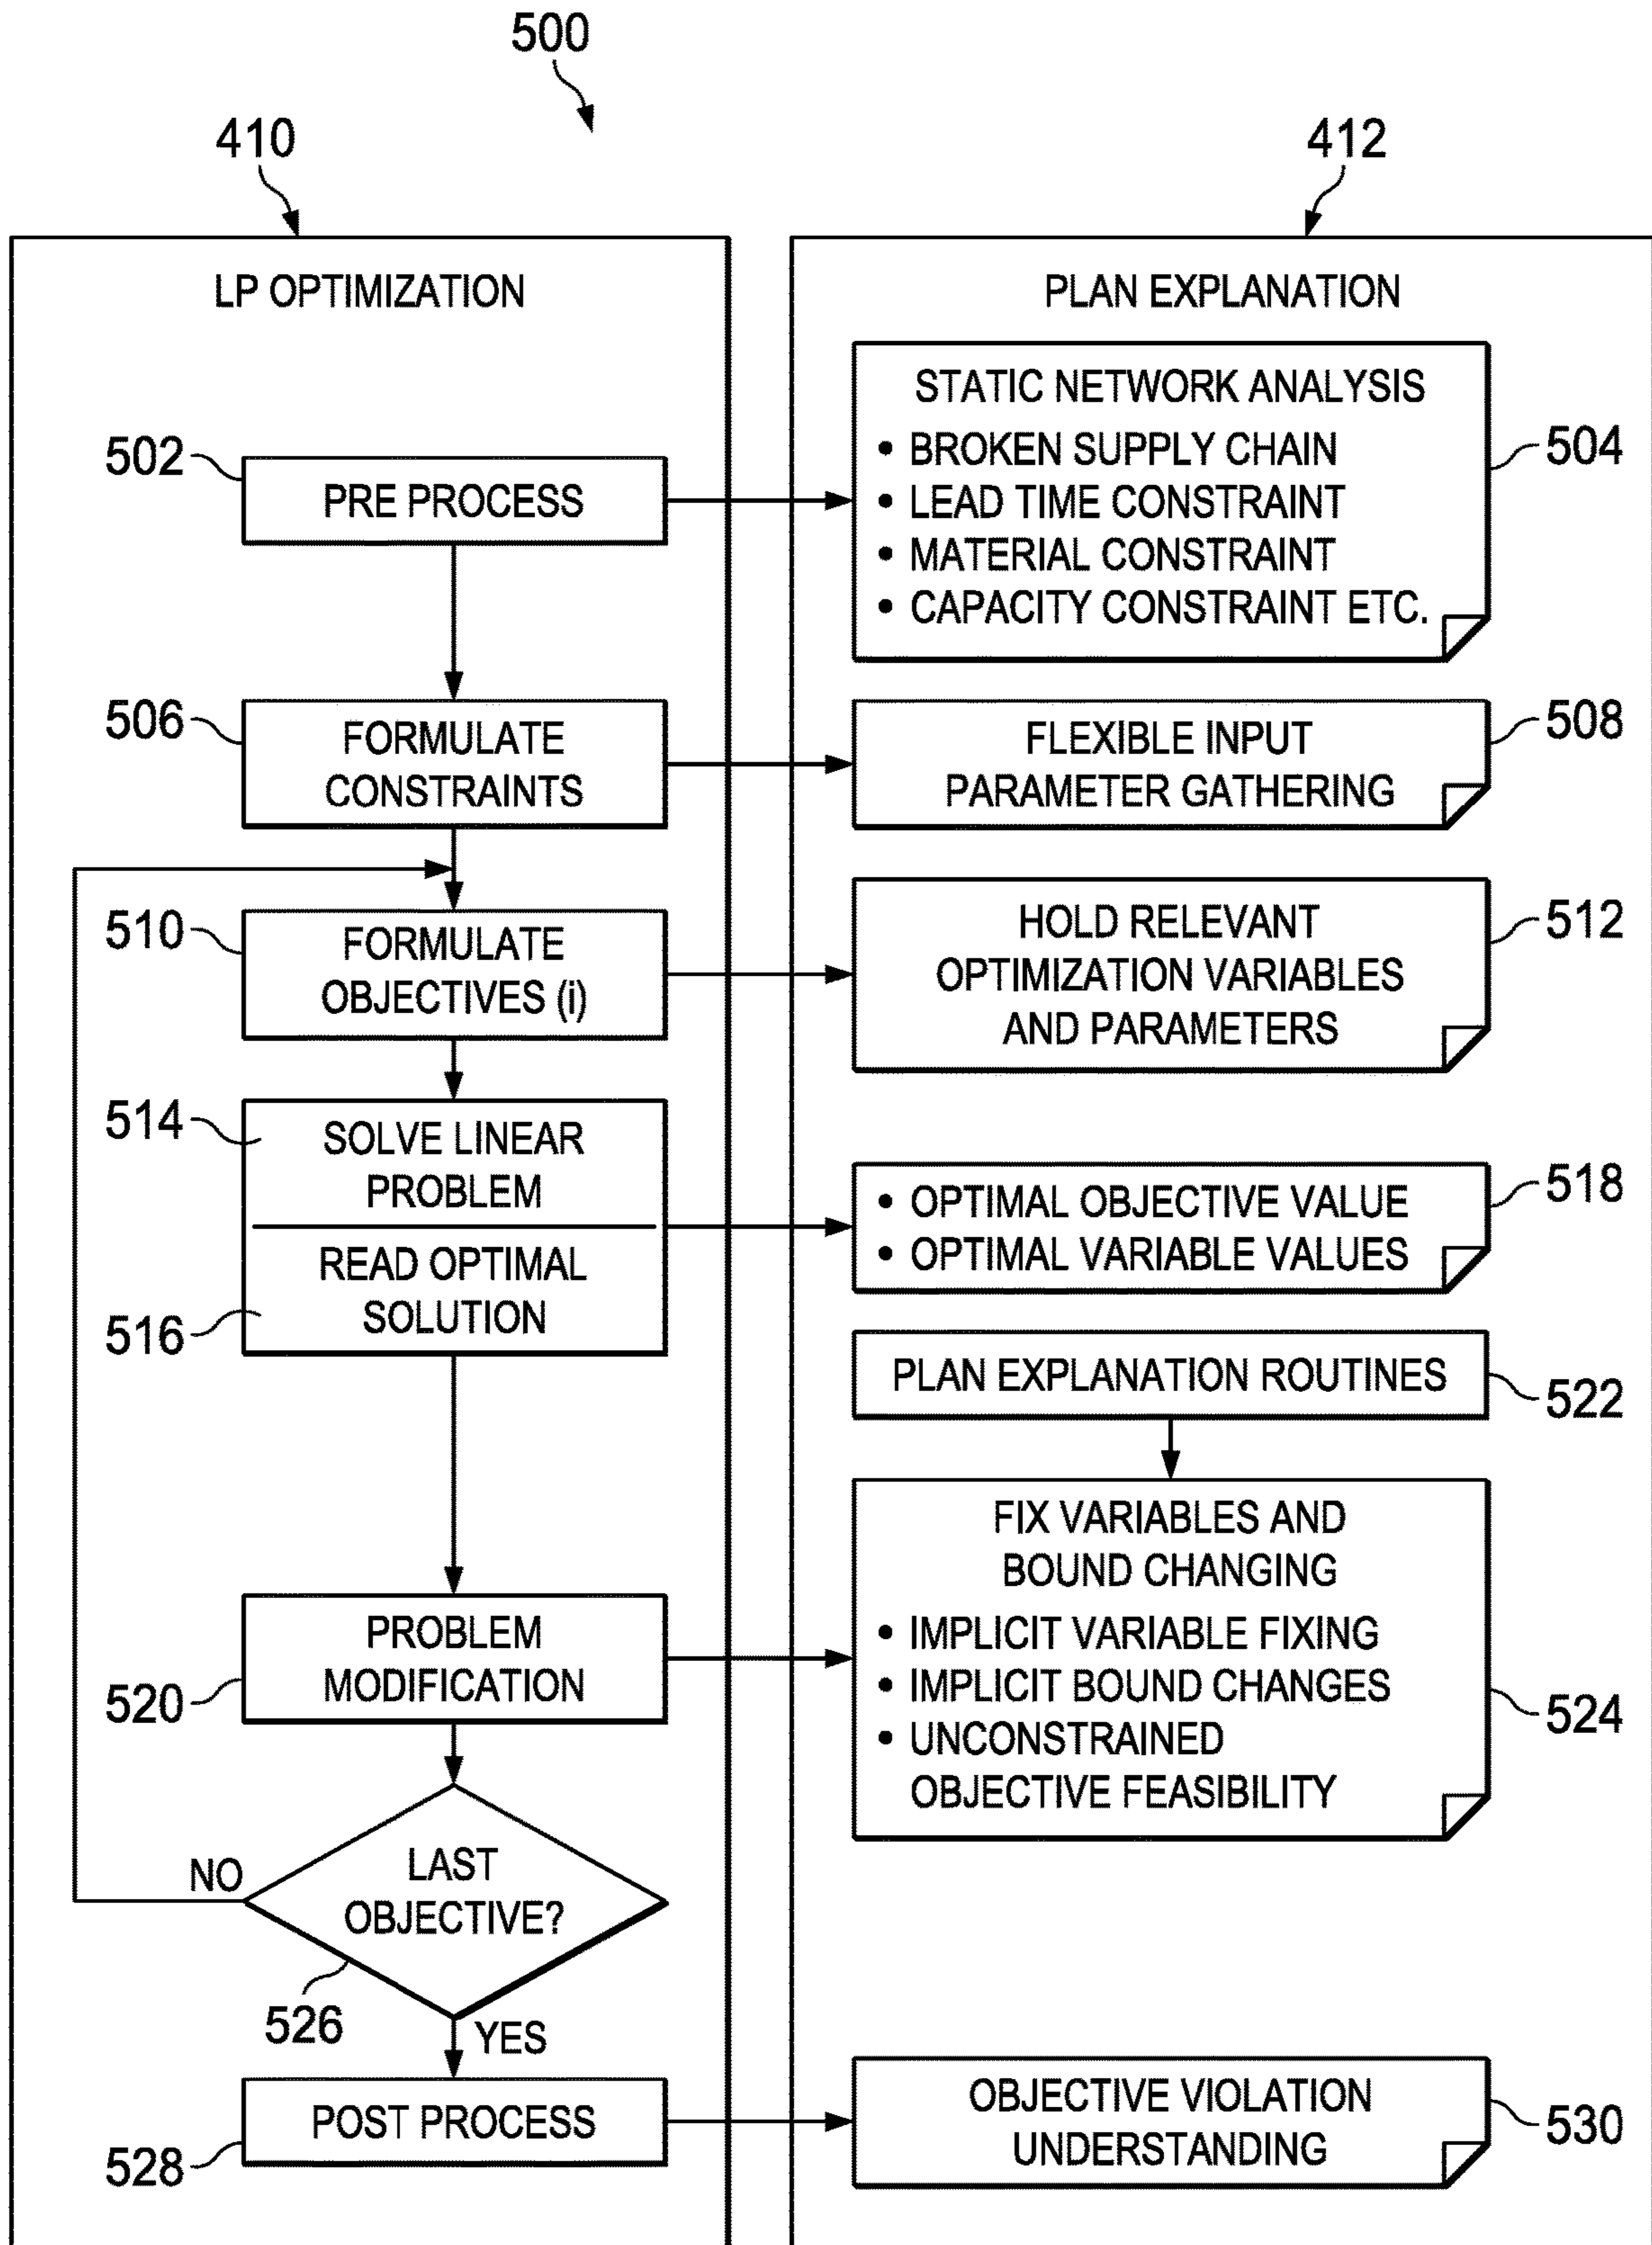 500
410
412
LP OPTIMIZATION
PLAN EXPLANATION
502
PRE PROCESS
STATIC NETWORK ANALYSIS
• BROKEN SUPPLY CHAIN
• LEAD TIME CONSTRAINT
• MATERIAL CONSTRAINT
• CAPACITY CONSTRAINT ETC.
504
506
FORMULATE
CONSTRAINTS
FLEXIBLE INPUT
PARAMETER GATHERING
508
510
FORMULATE
OBJECTIVES (i)
HOLD RELEVANT
OPTIMIZATION VARIABLES
AND PARAMETERS
512
514
SOLVE LINEAR
PROBLEM
READ OPTIMAL
SOLUTION
516
• OPTIMAL OBJECTIVE VALUE
• OPTIMAL VARIABLE VALUES
518
PLAN EXPLANATION ROUTINES
522
PROBLEM
MODIFICATION
520
FIX VARIABLES AND
BOUND CHANGING
• IMPLICIT VARIABLE FIXING
• IMPLICIT BOUND CHANGES
• UNCONSTRAINED
OBJECTIVE FEASIBILITY
524
NO
LAST
OBJECTIVE?
526
YES
POST PROCESS
528
OBJECTIVE VIOLATION
UNDERSTANDING
530